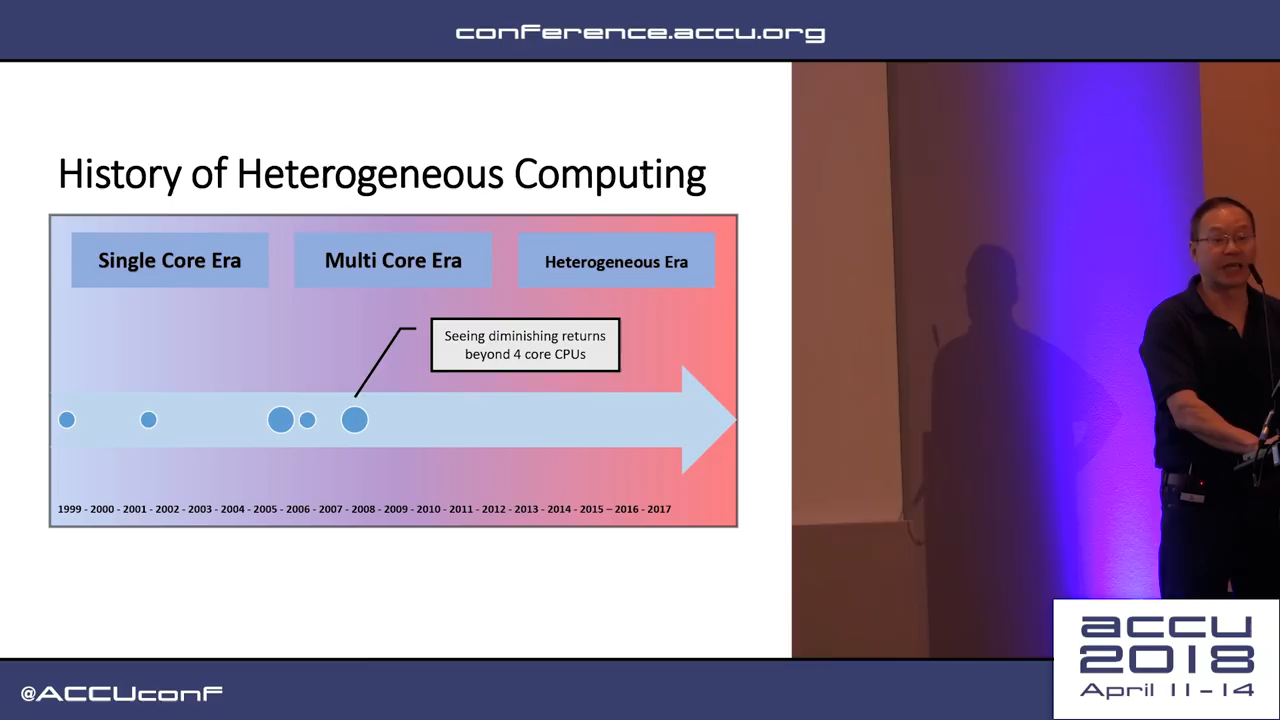 conference.accu.org
History of Heterogeneous Computing
Single Core Era
Multi Core Era
Heterogeneous Era
Seeing diminishing returns
beyond 4 core CPUs
1999 - 2000 - 2001 - 2002 - 2003 - 2004 - 2005 - 2006 - 2007 - 2008 - 2009 - 2010 - 2011 - 2012 - 2013 - 2014 - 2015 – 2016 - 2017
@ACCUconf
accu
2018
April 11-14